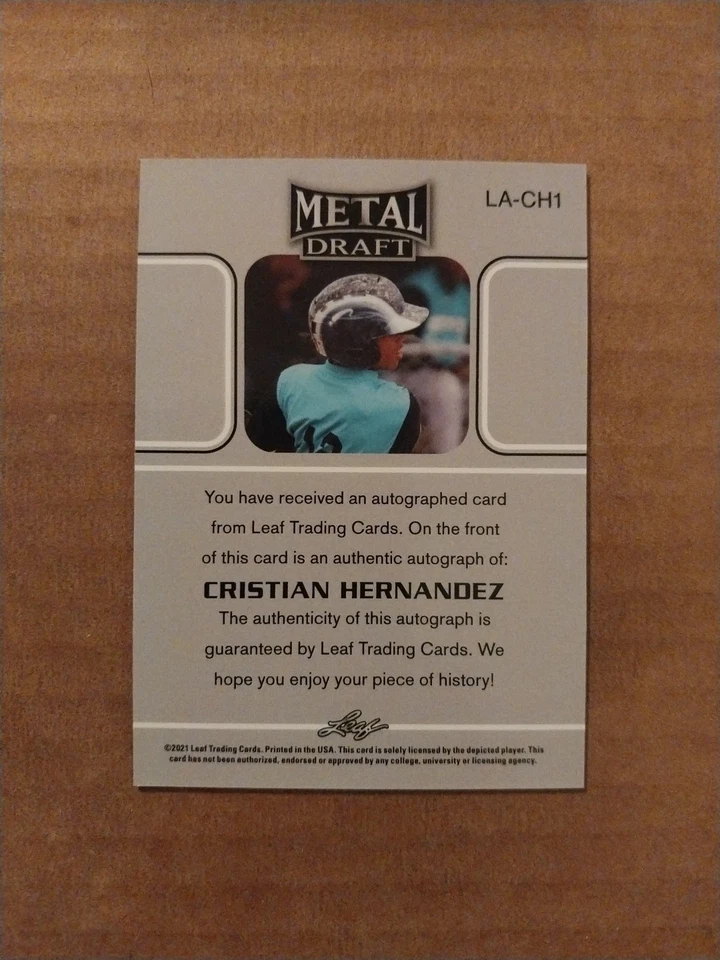 METAL
DRAFT
LA-CH1
You have received an autographed card
from Leaf Trading Cards. On the front
of this card is an authentic autograph of:
CRISTIAN HERNANDEZ
The authenticity of this autograph is
guaranteed by Leaf Trading Cards. We
hope you enjoy your piece of history!
Leaf
©2021 Leaf Trading Cards. Printed in the USA. This card is solely licensed by the depicted player. This
card has not been authorized, endorsed or approved by any college, university or licensing agency.